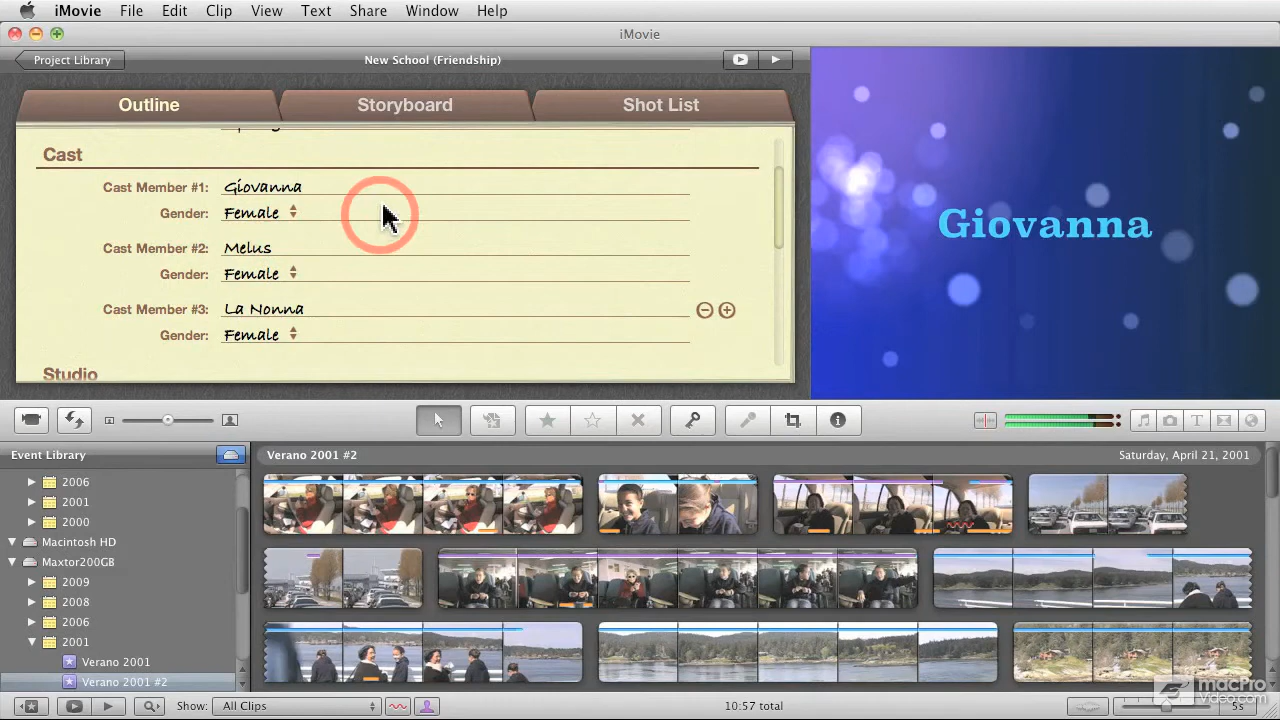 iMovie File Edit Clip View Text Share Window Help
iMovie
Project Library New School (Friendship)
Outline Storyboard Shot List
Cast
Cast Member #1: Giovanna
Gender: Female
Cast Member #2: Melus
Gender: Female
Cast Member #3: La Nonna
Gender: Female
Studio
Giovanna
Event Library
2006
2001
2000
Macintosh HD
Maxtor200GB
2009
2008
2006
2001
Verano 2001
Verano 2001 #2
Verano 2001 #2 Saturday, April 21, 2001
Show: All Clips 10:57 total 5s
macPro
Video.com